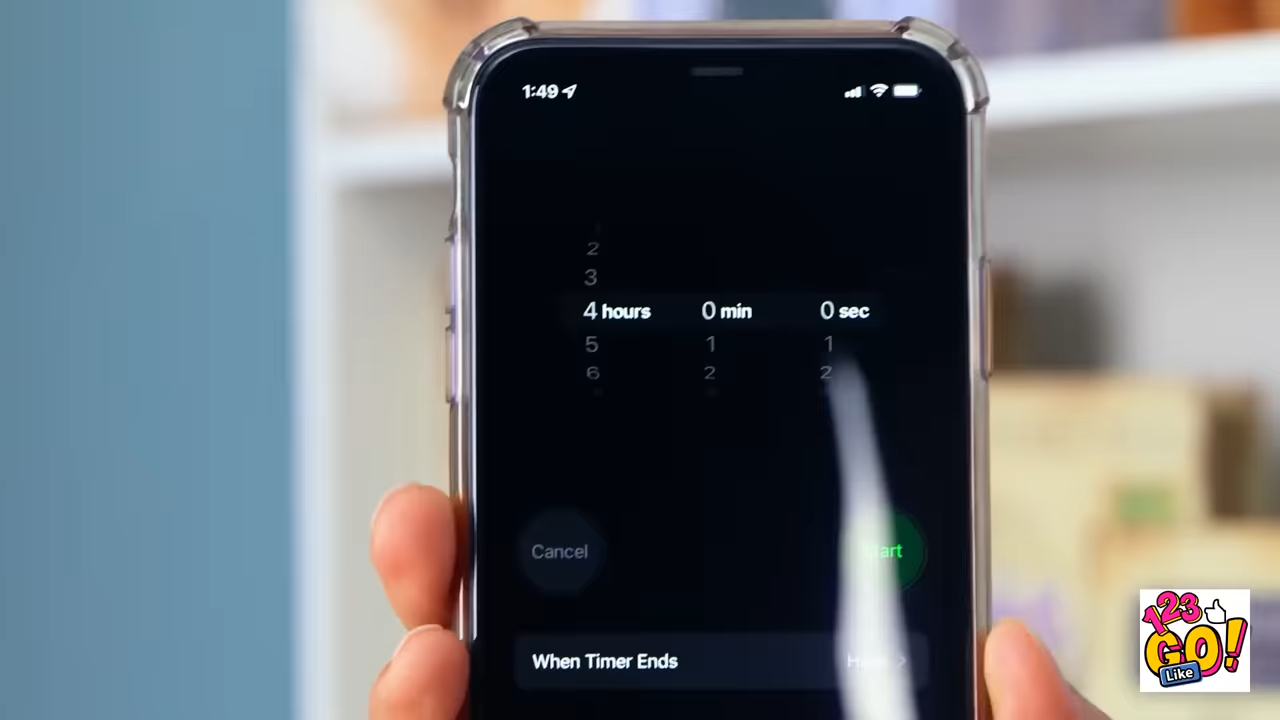 1:49
2
3
4 hours 0 min 0 sec
5 1 1
6 2 2
Cancel
When Timer Ends
123
GO!
Like